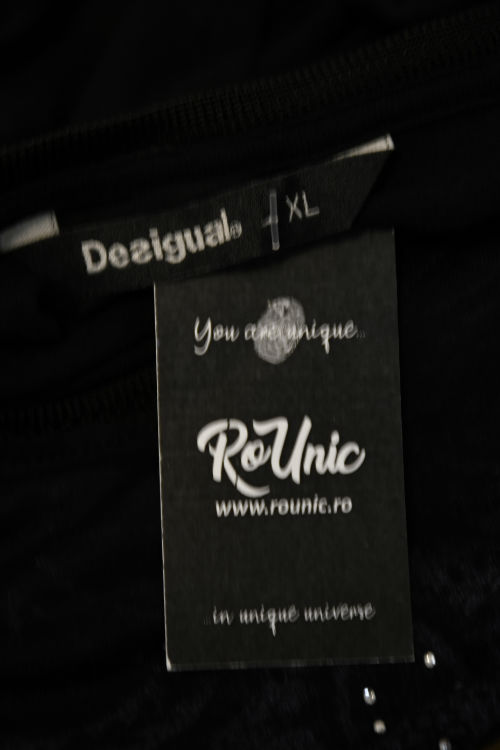 Desigual® XL
You are unique...
RoUnic
www.rounic.ro
...in unique universe